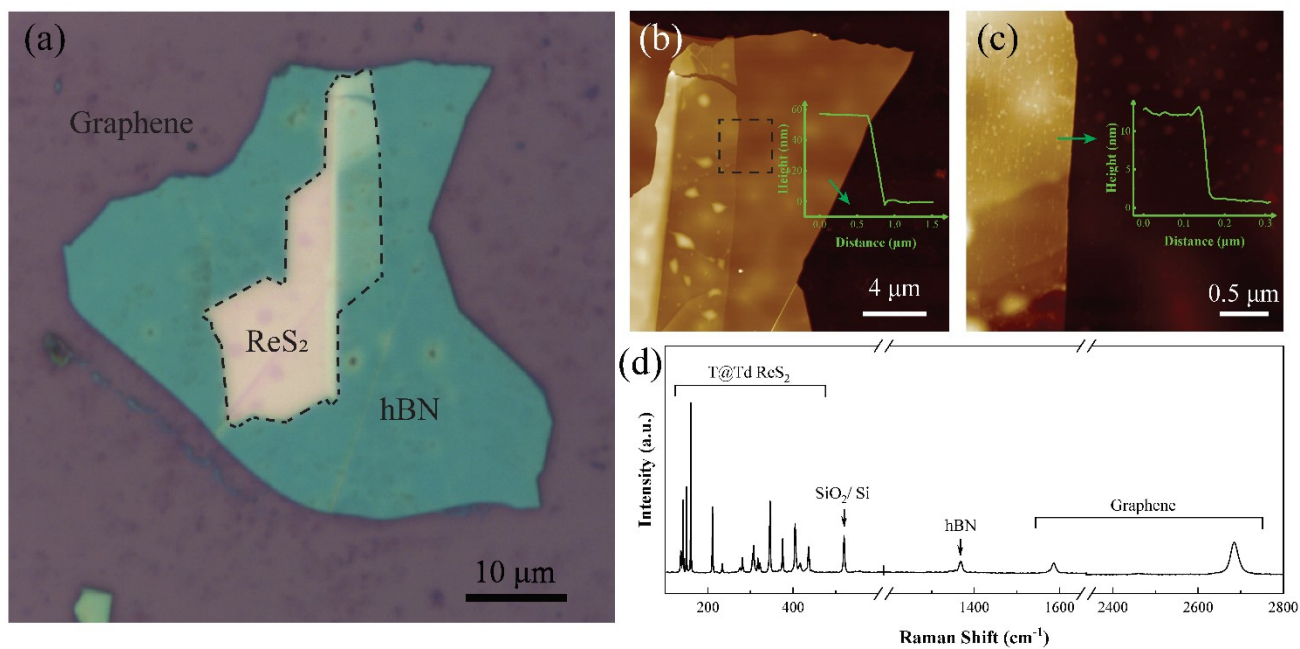 (a)
Graphene
ReS₂
hBN
10 μm
(b)
Height (nm)
60
40
20
0
0.0 0.5 1.0 1.5
Distance (μm)
4 μm
(c)
Height (nm)
10
5
0
0.0 0.1 0.2 0.3
Distance (μm)
0.5 μm
(d)
T@Td ReS₂
SiO₂/ Si
hBN
Graphene
Intensity (a.u.)
200 400 1400 1600 2400 2600 2800
Raman Shift (cm⁻¹)